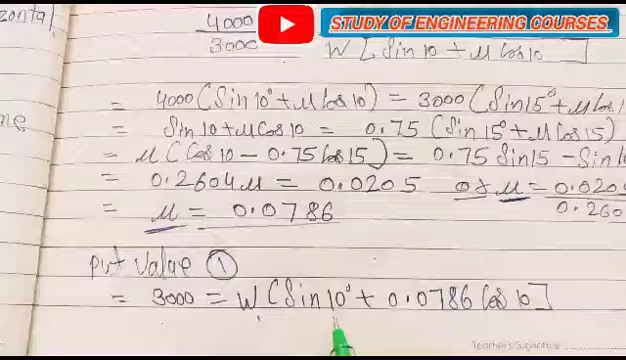 zontal
STUDY OF ENGINEERING COURSES
4000
3000 W [Sin 10 + μ Cos 10]
= 4000 (Sin 10° + μ Cos 10) = 3000 (Sin 15° + μ Cos 1
me
= Sin 10 + μ Cos 10 = 0.75 (Sin 15° + μ Cos 15)
= μ (Cos 10 - 0.75 Cos 15) = 0.75 Sin 15 - Sin 1
= 0.2604 μ = 0.0205 or μ = 0.020
0.260
= μ = 0.0786
Put Value ①
= 3000 = W [Sin 10° + 0.0786 Cos 10]
Teacher's Signature